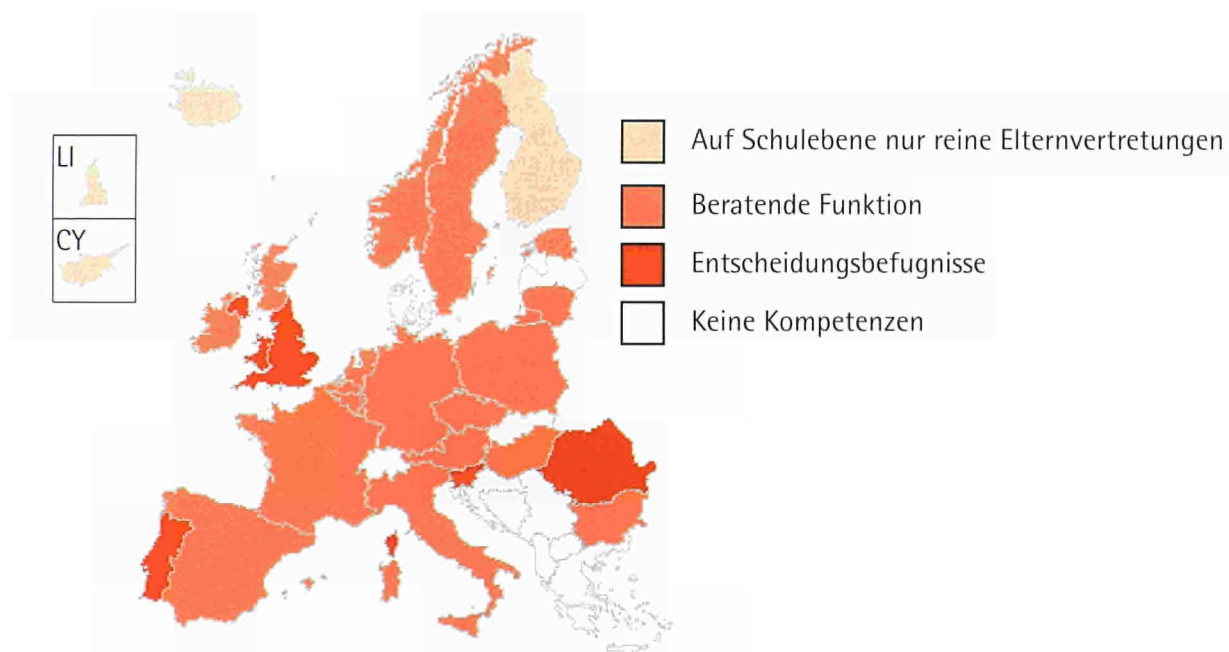 LI
CY
Auf Schulebene nur reine Elternvertretungen
Beratende Funktion
Entscheidungsbefugnisse
Keine Kompetenzen